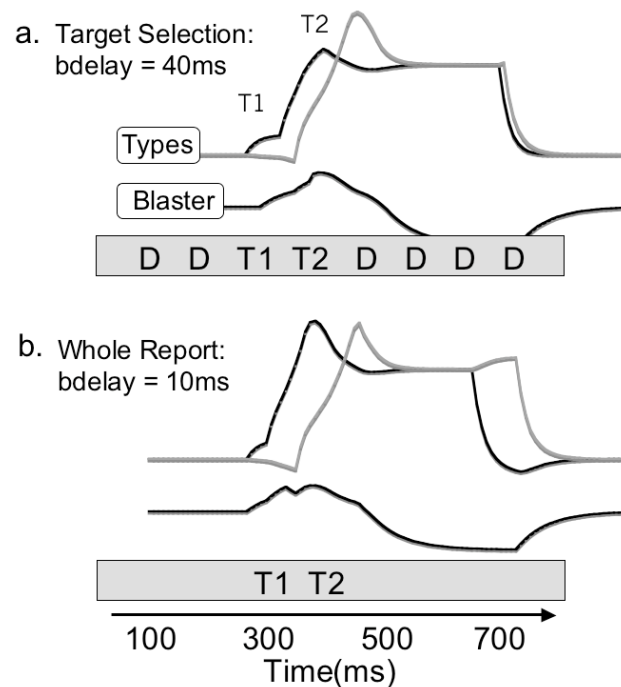 a. Target Selection:
bdelay = 40ms
T2
T1
Types
Blaster
D D T1 T2 D D D D
b. Whole Report:
bdelay = 10ms
T1 T2
100 300 500 700
Time(ms)